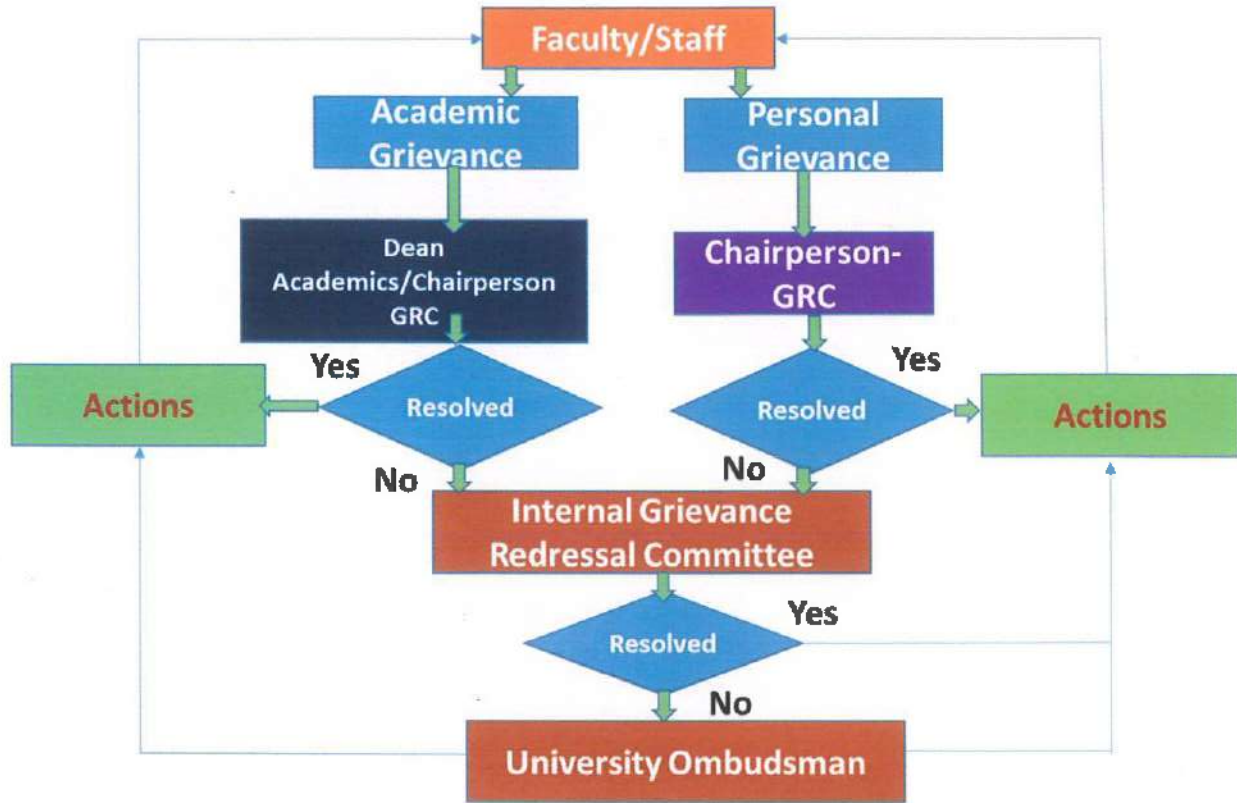 Faculty/Staff
Academic
Grievance
Personal
Grievance
Dean
Academics/Chairperson
GRC
Chairperson-
GRC
Yes
Yes
Actions
Resolved
Resolved
Actions
No
No
Internal Grievance
Redressal Committee
Yes
Resolved
No
University Ombudsman